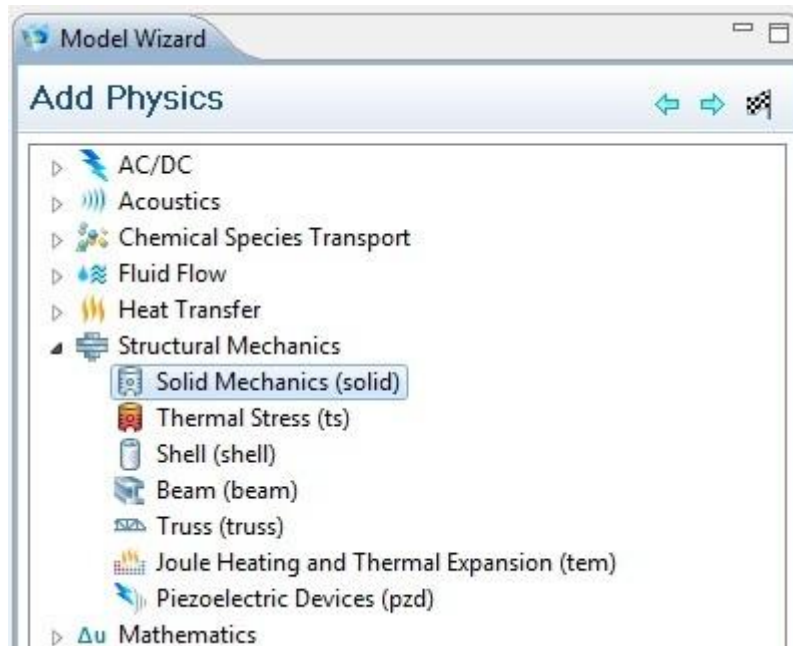 Model Wizard
Add Physics
AC/DC
Acoustics
Chemical Species Transport
Fluid Flow
Heat Transfer
Structural Mechanics
Solid Mechanics (solid)
Thermal Stress (ts)
Shell (shell)
Beam (beam)
Truss (truss)
Joule Heating and Thermal Expansion (tem)
Piezoelectric Devices (pzd)
Δu Mathematics